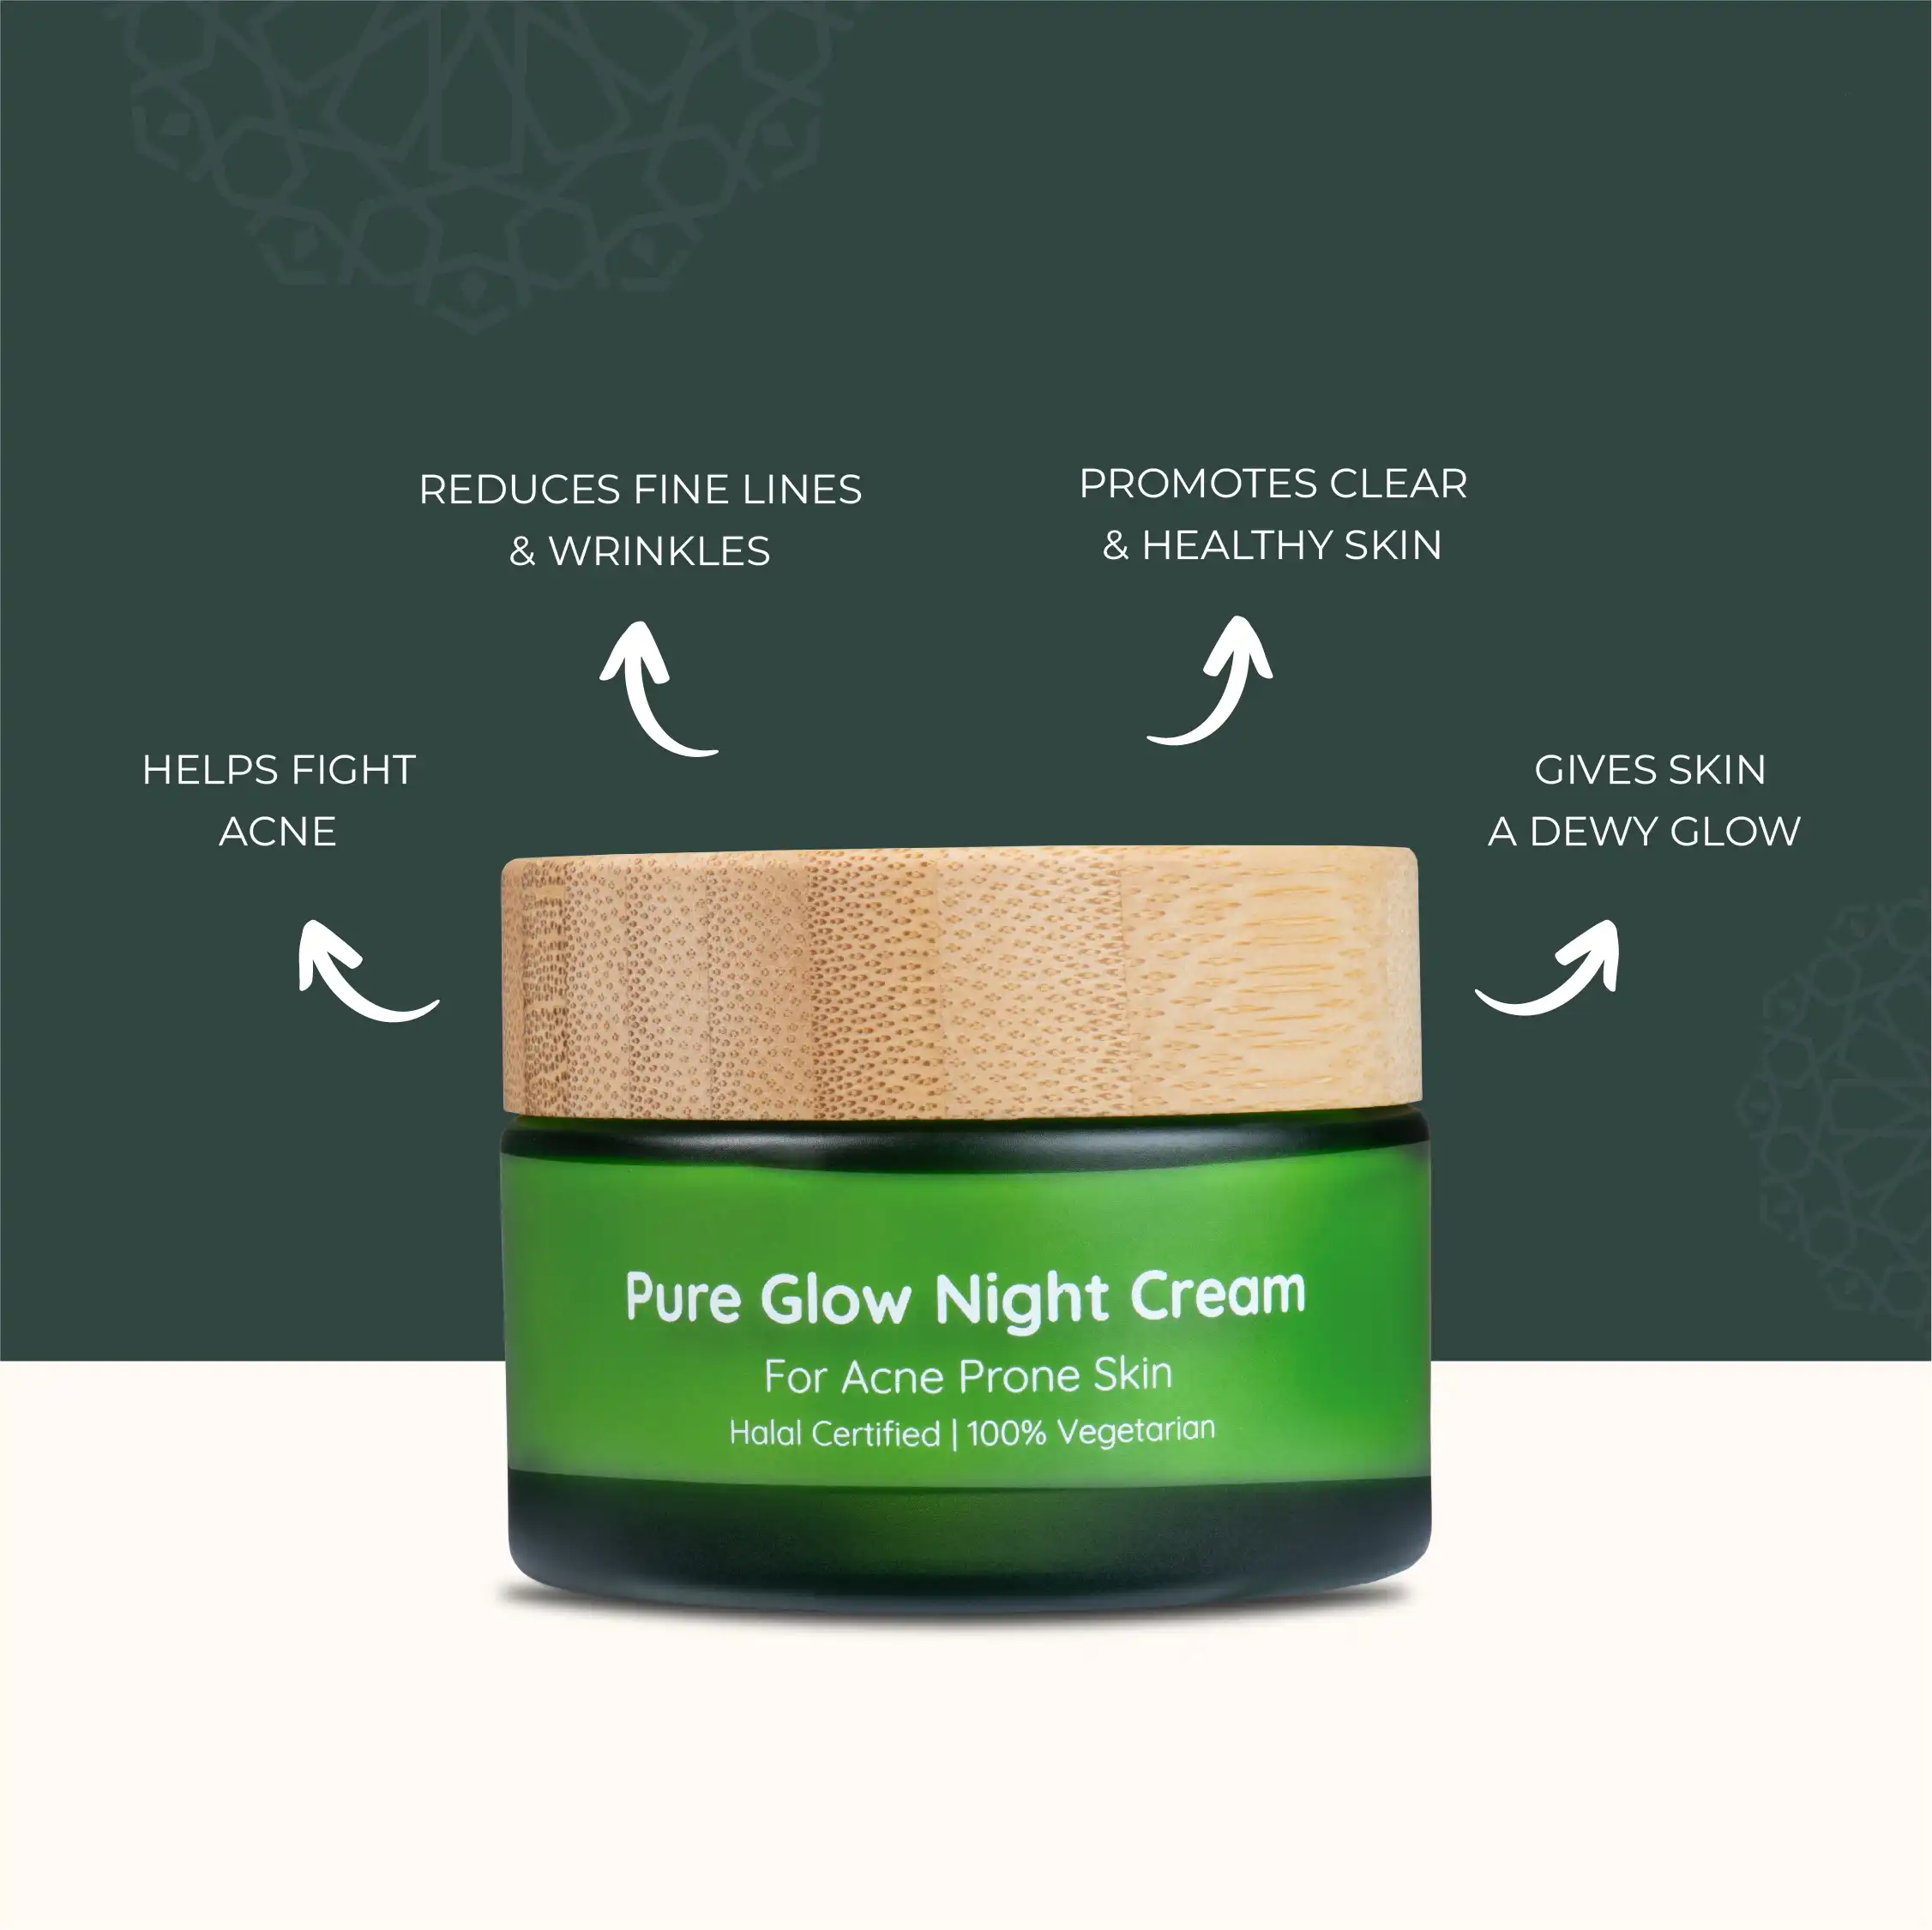 REDUCES FINE LINES
& WRINKLES
PROMOTES CLEAR
& HEALTHY SKIN
HELPS FIGHT
ACNE
GIVES SKIN
A DEWY GLOW
Pure Glow Night Cream
For Acne Prone Skin
Halal Certified | 100% Vegetarian